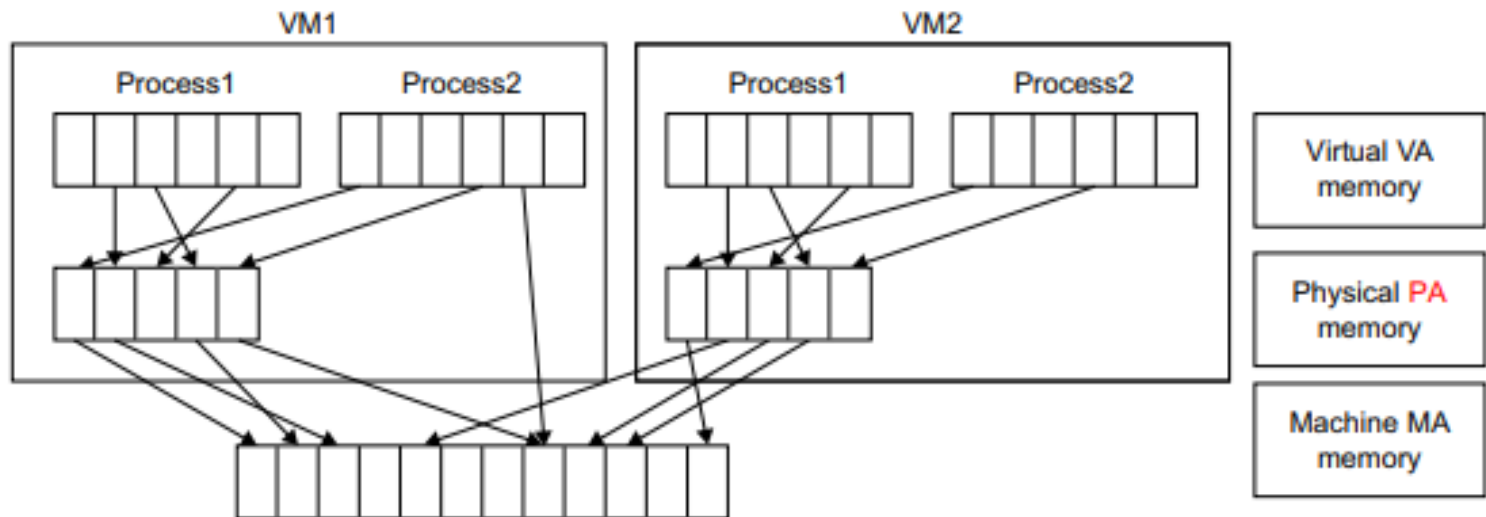 VM1
VM2
Process1
Process2
Process1
Process2
Virtual VA
memory
Physical PA
memory
Machine MA
memory